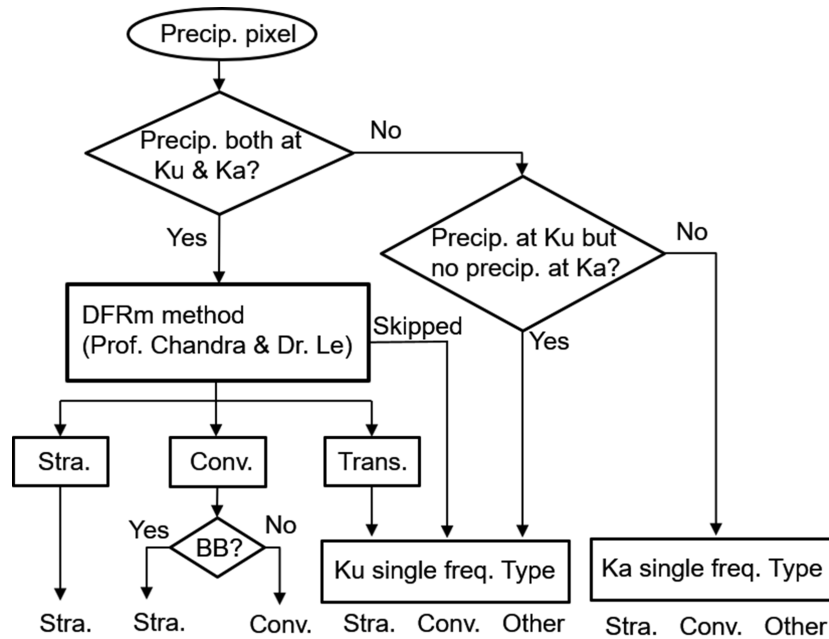 Precip. pixel
Precip. both at
Ku & Ka?
No
Yes
Precip. at Ku but
no precip. at Ka?
No
Yes
DFRm method
(Prof. Chandra & Dr. Le)
Skipped
Stra.
Conv.
Trans.
Yes
BB?
No
Ku single freq. Type
Ka single freq. Type
Stra.
Stra.
Conv.
Stra. Conv. Other
Stra. Conv. Other